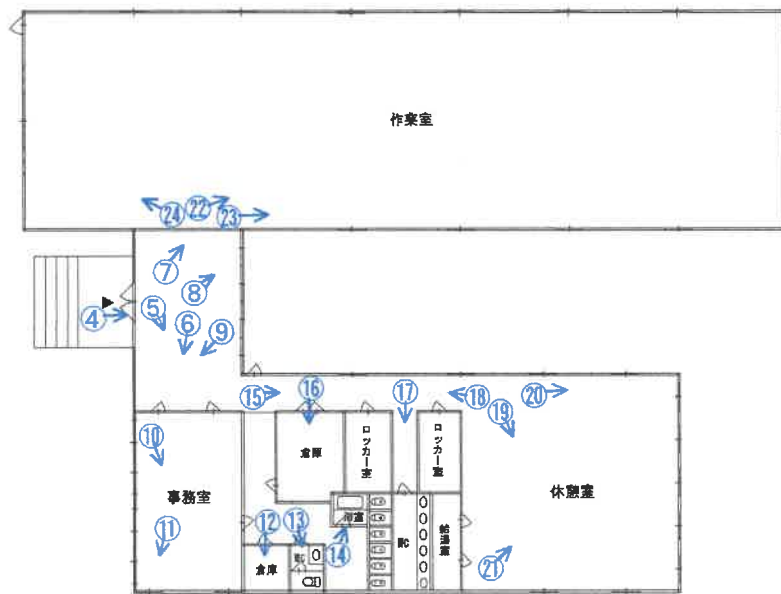 作業室
㉔ ㉒ ㉓
⑦
⑧
④ ⑤ ⑥ ⑨
⑮ ⑯ ⑰ ⑱ ⑲ ⑳
⑩
倉庫
ロッカー室
ロッカー室
事務室
休憩室
⑪ ⑫ ⑬ ⑭
浴室
WC
WC
給湯室
倉庫
㉑